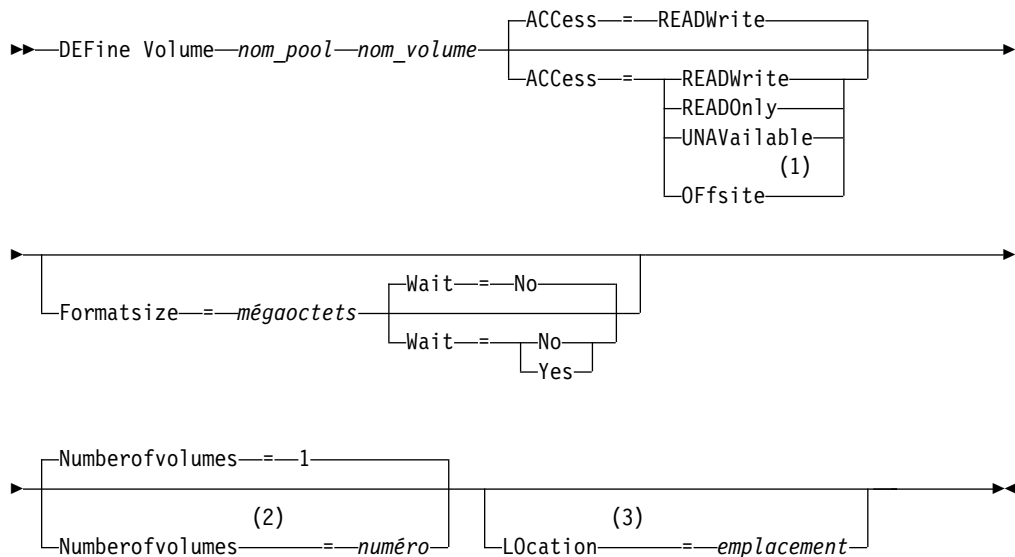 ACCess = READWrite
DEFine Volume nom_pool nom_volume
ACCess = READWrite
READOnly
UNAVailable
(1)
OFfsite
Formatsize = mégaoctets
Wait = No
Wait = No
Yes
Numberofvolumes = 1
(2)
Numberofvolumes = numéro
(3)
LOcation = emplacement